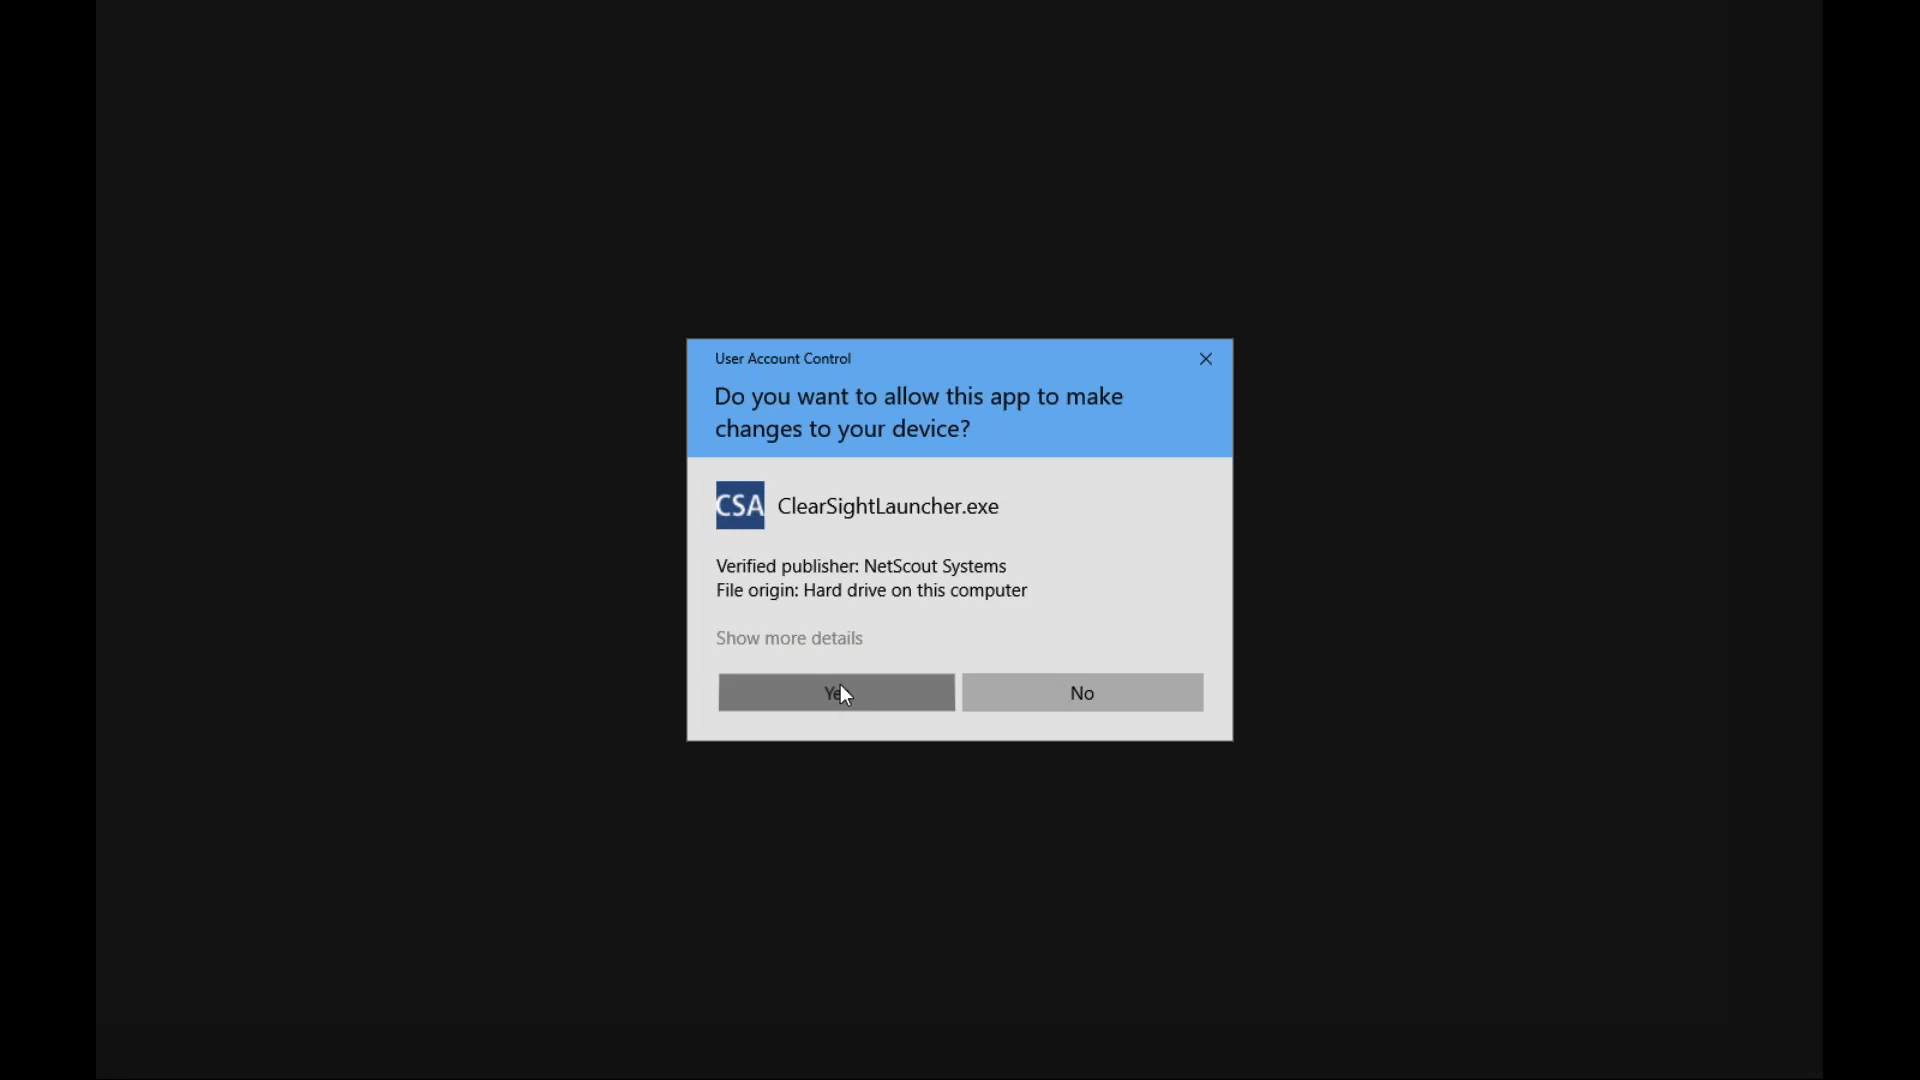 User Account Control
Do you want to allow this app to make
changes to your device?
CSA ClearSightLauncher.exe
Verified publisher: NetScout Systems
File origin: Hard drive on this computer
Show more details
No